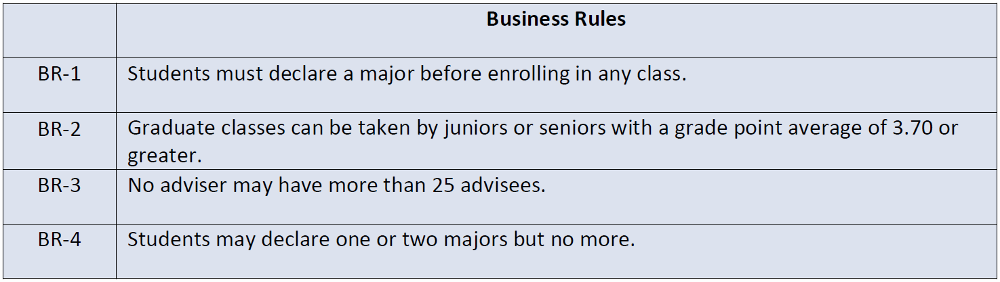 Business Rules
BR-1 Students must declare a major before enrolling in any class.
BR-2 Graduate classes can be taken by juniors or seniors with a grade point average of 3.70 or
greater.
BR-3 No adviser may have more than 25 advisees.
BR-4 Students may declare one or two majors but no more.